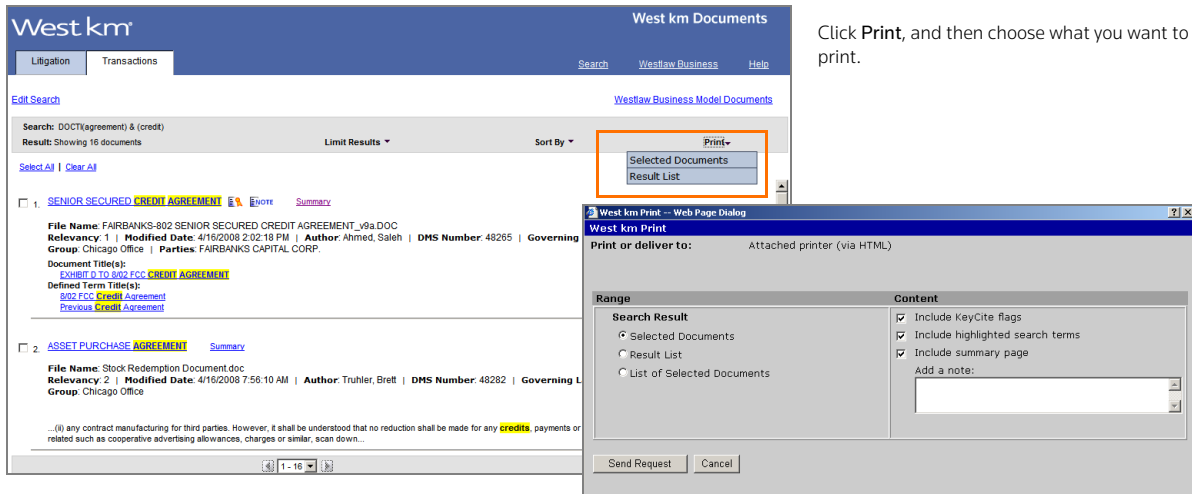 West km
West km Documents
Litigation Transactions
Search Westlaw Business Help
Edit Search
Westlaw Business Model Documents
Search: DOCTI(agreement) & (credit)
Result: Showing 16 documents Limit Results Sort By Print
Selected Documents
Result List
Select All | Clear All
1. SENIOR SECURED CREDIT AGREEMENT NOTE Summary
File Name: FAIRBANKS-802 SENIOR SECURED CREDIT AGREEMENT_v9a.DOC
Relevancy: 1 | Modified Date: 4/16/2008 2:02:18 PM | Author: Ahmed, Saleh | DMS Number: 48265 | Governing
Group: Chicago Office | Parties: FAIRBANKS CAPITAL CORP.
Document Title(s):
EXHIBIT D TO 8/02 FCC CREDIT AGREEMENT
Defined Term Title(s):
8/02 FCC Credit Agreement
Previous Credit Agreement
2. ASSET PURCHASE AGREEMENT Summary
File Name: Stock Redemption Document.doc
Relevancy: 2 | Modified Date: 4/16/2008 7:56:10 AM | Author: Truhler, Brett | DMS Number: 48282 | Governing L
Group: Chicago Office
...(ii) any contract manufacturing for third parties. However, it shall be understood that no reduction shall be made for any credits, payments or
related such as cooperative advertising allowances, charges or similar, scan down...
1 - 16
Click Print, and then choose what you want to
print.
West km Print -- Web Page Dialog
West km Print
Print or deliver to: Attached printer (via HTML)
Range Content
Search Result
Selected Documents
Result List
List of Selected Documents
Include KeyCite flags
Include highlighted search terms
Include summary page
Add a note:
Send Request Cancel